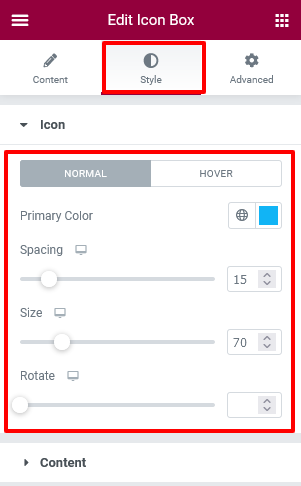 Edit Icon Box
Content Style Advanced
Icon
NORMAL HOVER
Primary Color
Spacing
15
Size
70
Rotate
Content